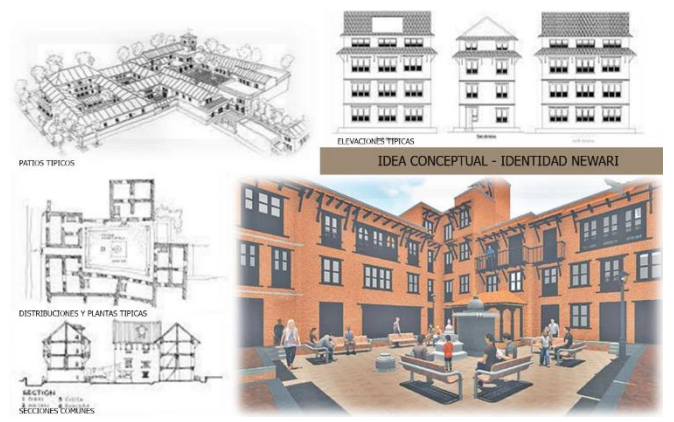 PATIOS TIPICOS
ELEVACIONES TIPICAS
IDEA CONCEPTUAL - IDENTIDAD NEWARI
DISTRIBUCIONES Y PLANTAS TIPICAS
SECTION
SECCIONES COMUNES